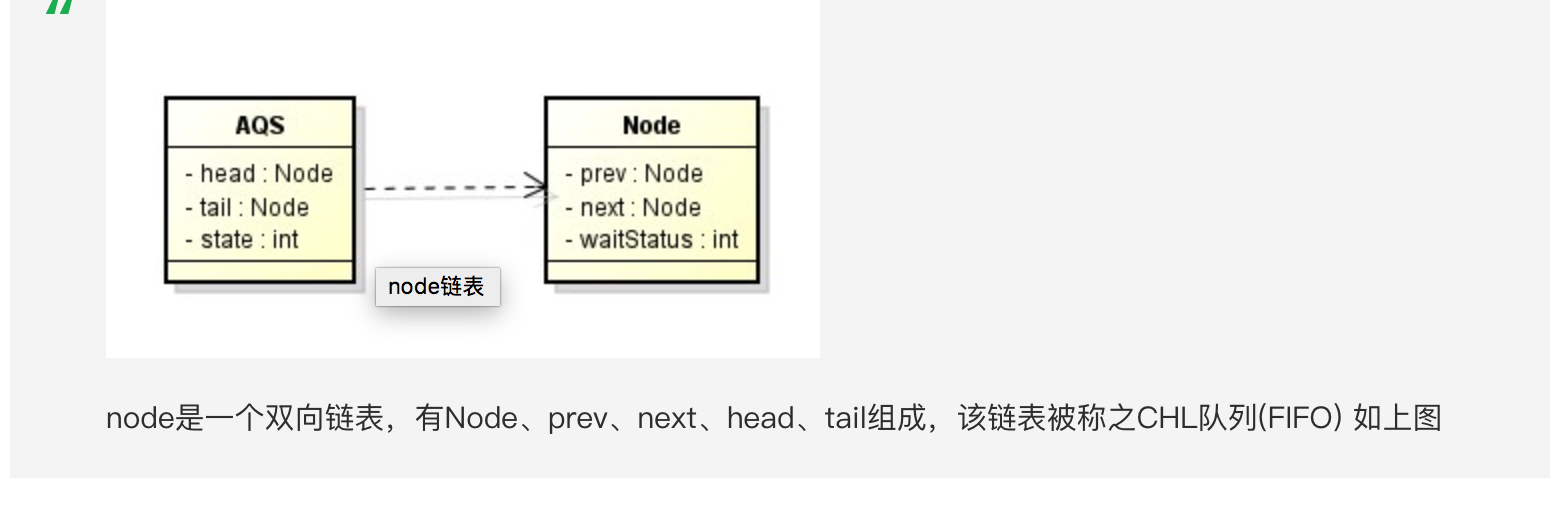 AQS
- head : Node
- tail : Node
- state : int
Node
- prev : Node
- next : Node
- waitStatus : int
node链表
node是一个双向链表，有Node、prev、next、head、tail组成，该链表被称之CHL队列(FIFO) 如上图